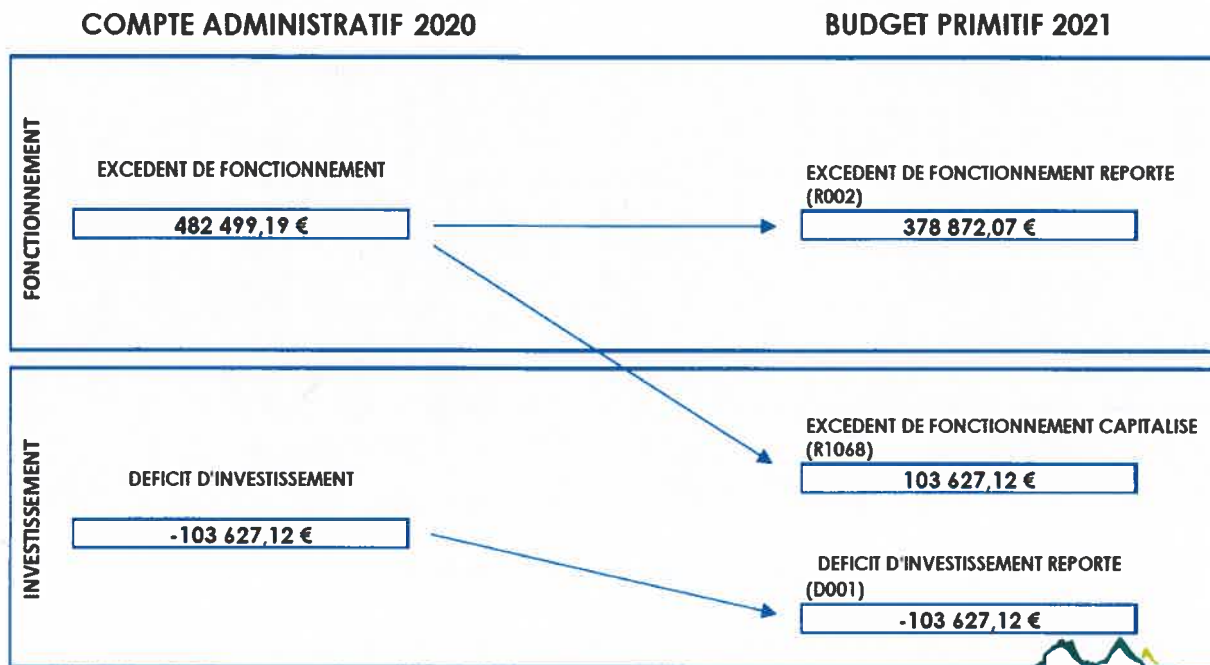 COMPTE ADMINISTRATIF 2020
BUDGET PRIMITIF 2021
FONCTIONNEMENT
EXCEDENT DE FONCTIONNEMENT
482 499,19 €
EXCEDENT DE FONCTIONNEMENT REPORTE
(R002)
378 872,07 €
INVESTISSEMENT
DEFICIT D'INVESTISSEMENT
-103 627,12 €
EXCEDENT DE FONCTIONNEMENT CAPITALISE
(R1068)
103 627,12 €
DEFICIT D'INVESTISSEMENT REPORTE
(D001)
-103 627,12 €